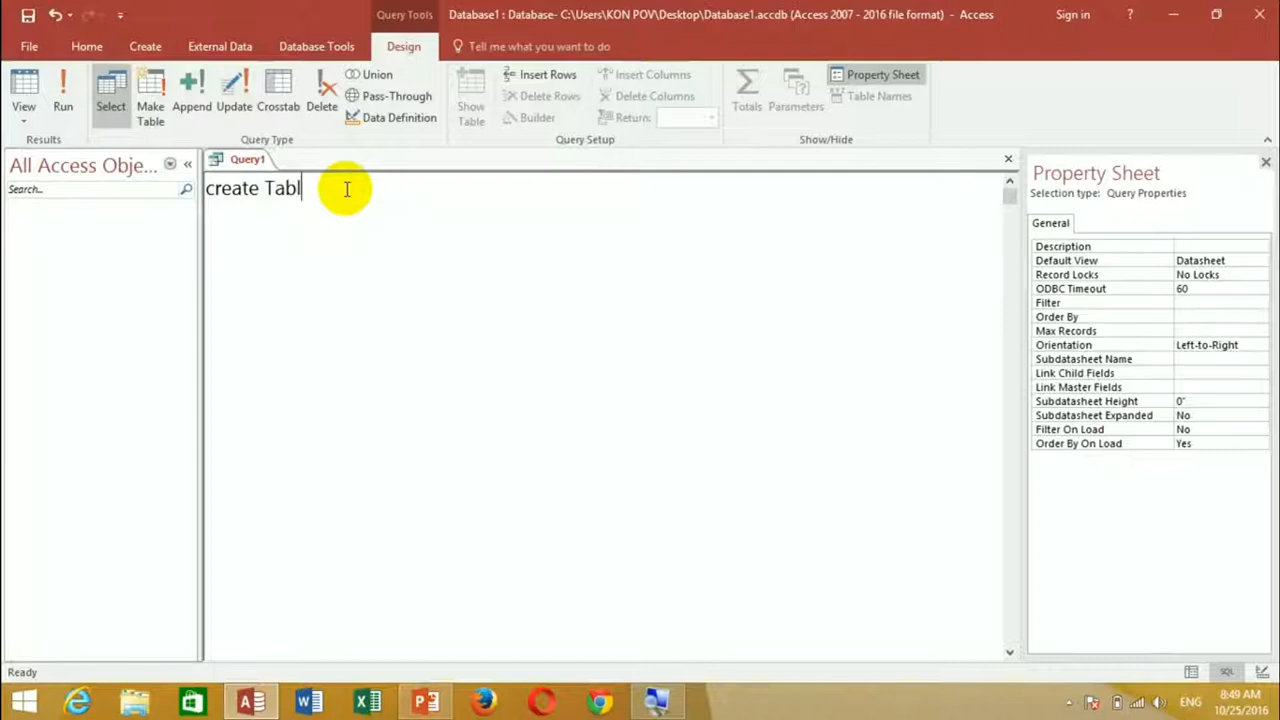 Query Tools
Database1 : Database- C:\Users\KON POV\Desktop\Database1.accdb (Access 2007 - 2016 file format) - Access
Sign in
?
File
Home
Create
External Data
Database Tools
Design
Tell me what you want to do
View
Run
Select
Make Table
Append
Update
Crosstab
Delete
Union
Pass-Through
Data Definition
Show Table
Insert Rows
Delete Rows
Builder
Insert Columns
Delete Columns
Return:
Totals
Parameters
Property Sheet
Table Names
Results
Query Type
Query Setup
Show/Hide
All Access Obje...
Search...
Query1
create Tabl
Property Sheet
Selection type: Query Properties
General
Description
Default View Datasheet
Record Locks No Locks
ODBC Timeout 60
Filter
Order By
Max Records
Orientation Left-to-Right
Subdatasheet Name
Link Child Fields
Link Master Fields
Subdatasheet Height 0"
Subdatasheet Expanded No
Filter On Load No
Order By On Load Yes
Ready
SQL
ENG
8:49 AM
10/25/2016